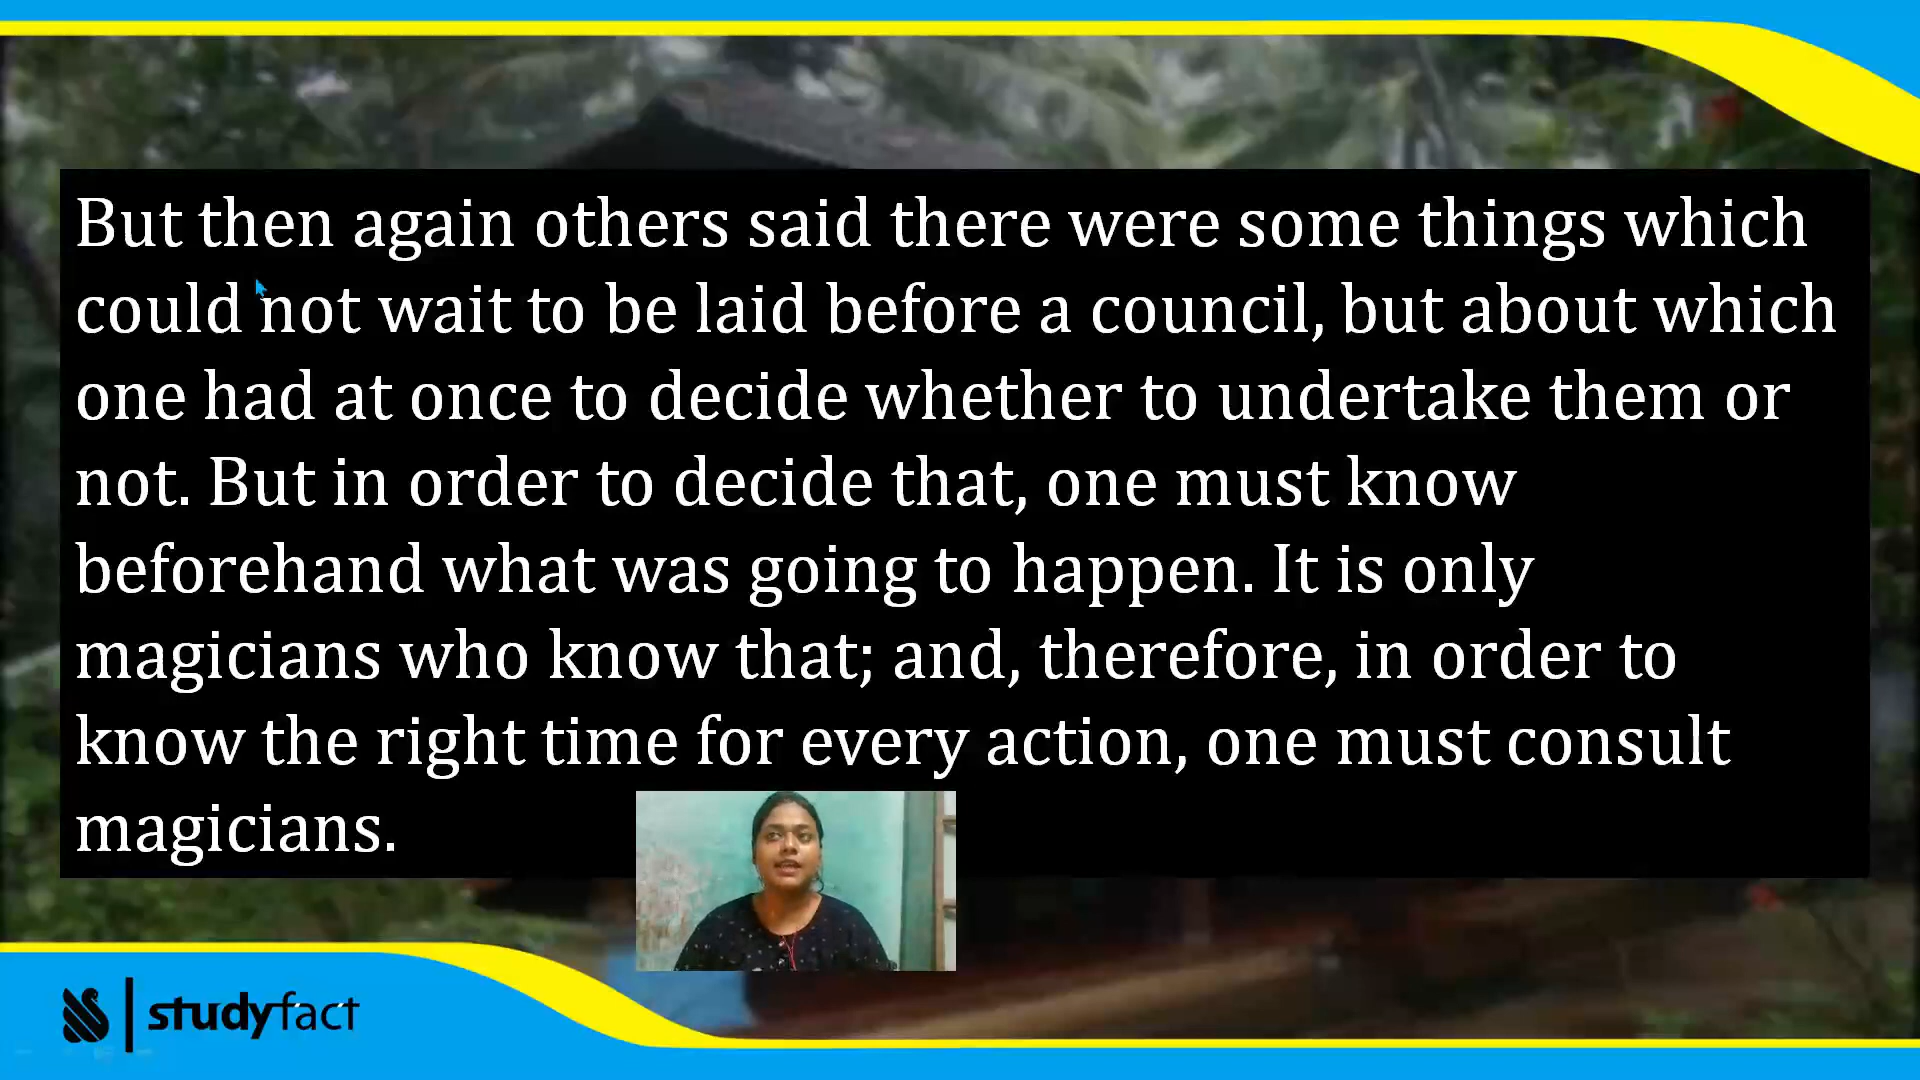 But then again others said there were some things which
could not wait to be laid before a council, but about which
one had at once to decide whether to undertake them or
not. But in order to decide that, one must know
beforehand what was going to happen. It is only
magicians who know that; and, therefore, in order to
know the right time for every action, one must consult
magicians.
studyfact